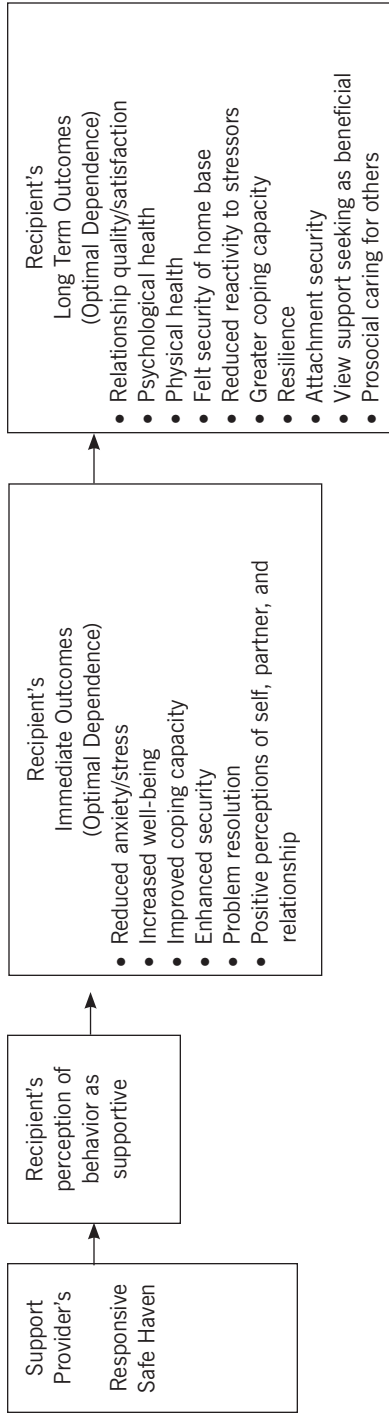 Support
Provider's
Responsive
Safe Haven
Recipient's
perception of
behavior as
supportive
Recipient's
Immediate Outcomes
(Optimal Dependence)
• Reduced anxiety/stress
• Increased well-being
• Improved coping capacity
• Enhanced security
• Problem resolution
• Positive perceptions of self, partner, and
relationship
Recipient's
Long Term Outcomes
(Optimal Dependence)
• Relationship quality/satisfaction
• Psychological health
• Physical health
• Felt security of home base
• Reduced reactivity to stressors
• Greater coping capacity
• Resilience
• Attachment security
• View support seeking as beneficial
• Prosocial caring for others